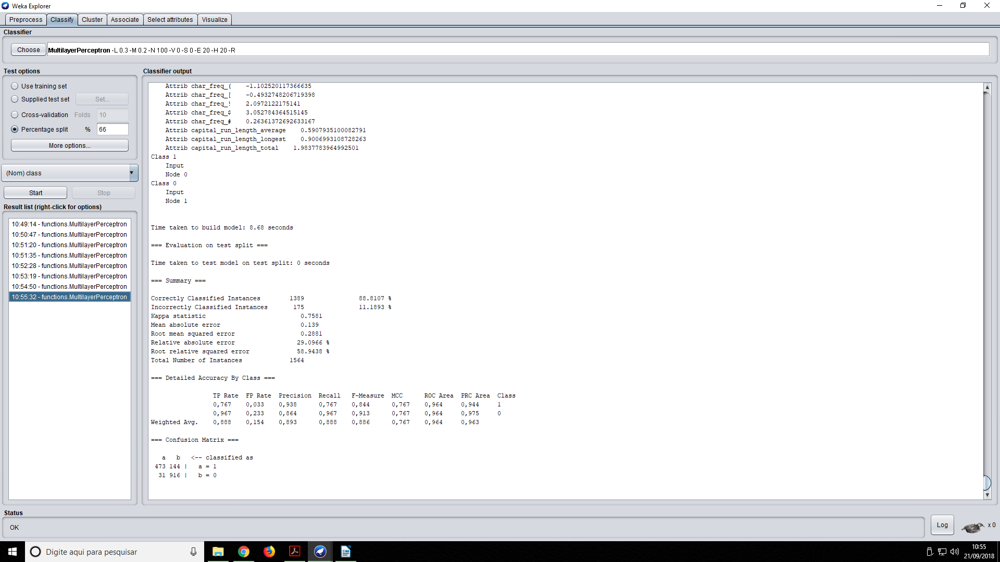 Weka Explorer
Preprocess Classify Cluster Associate Select attributes Visualize
Classifier
Choose MultilayerPerceptron -L 0.3 -M 0.2 -N 100 -V 0 -S 0 -E 20 -H 20 -R
Test options
Use training set
Supplied test set Set...
Cross-validation Folds 10
Percentage split % 66
More options...
(Nom) class
Start Stop
Result list (right-click for options)
10:49:14 - functions.MultilayerPerceptron
10:50:47 - functions.MultilayerPerceptron
10:51:20 - functions.MultilayerPerceptron
10:51:35 - functions.MultilayerPerceptron
10:52:28 - functions.MultilayerPerceptron
10:53:19 - functions.MultilayerPerceptron
10:54:50 - functions.MultilayerPerceptron
10:55:32 - functions.MultilayerPerceptron
Classifier output
Attrib char_freq_( -1.102520117366635
Attrib char_freq_[ -0.4932748206719398
Attrib char_freq_! 2.0972122175141
Attrib char_freq_$ 3.052784364515145
Attrib char_freq_# 0.26361372692633167
Attrib capital_run_length_average 0.5907935100082791
Attrib capital_run_length_longest 0.9006993108728263
Attrib capital_run_length_total 1.9837783964992501
Class 1
Input
Node 0
Class 0
Input
Node 1
Time taken to build model: 8.68 seconds
=== Evaluation on test split ===
Time taken to test model on test split: 0 seconds
=== Summary ===
Correctly Classified Instances 1389 88.8107 %
Incorrectly Classified Instances 175 11.1893 %
Kappa statistic 0.7581
Mean absolute error 0.139
Root mean squared error 0.2881
Relative absolute error 29.0966 %
Root relative squared error 58.9438 %
Total Number of Instances 1564
=== Detailed Accuracy By Class ===
TP Rate FP Rate Precision Recall F-Measure MCC ROC Area PRC Area Class
0,767 0,033 0,938 0,767 0,844 0,767 0,964 0,944 1
0,967 0,233 0,864 0,967 0,913 0,767 0,964 0,975 0
Weighted Avg. 0,888 0,154 0,893 0,888 0,886 0,767 0,964 0,963
=== Confusion Matrix ===
a b <-- classified as
473 144 | a = 1
31 916 | b = 0
Status
OK
Log x 0
Digite aqui para pesquisar
10:55
21/09/2018